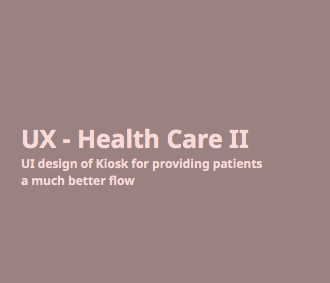 UX - Health Care II
UI design of Kiosk for providing patients
a much better flow